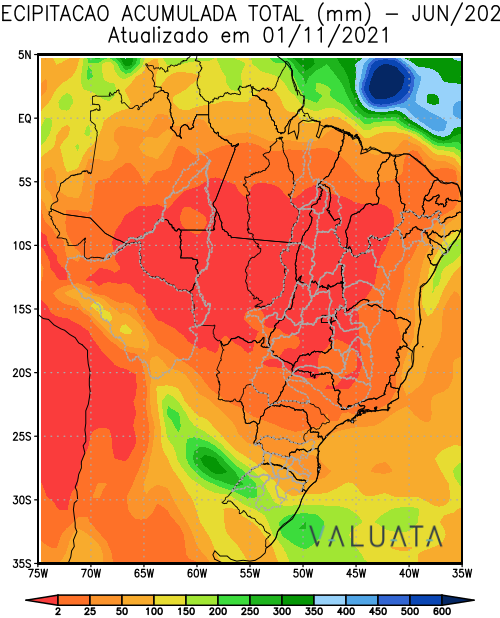 ECIPITACAO ACUMULADA TOTAL (mm) – JUN/202
Atualizado em 01/11/2021
5N
EQ
5S
10S
15S
20S
25S
30S
35S
75W 70W 65W 60W 55W 50W 45W 40W 35W
VALUATA
2 25 50 100 150 200 250 300 350 400 450 500 600